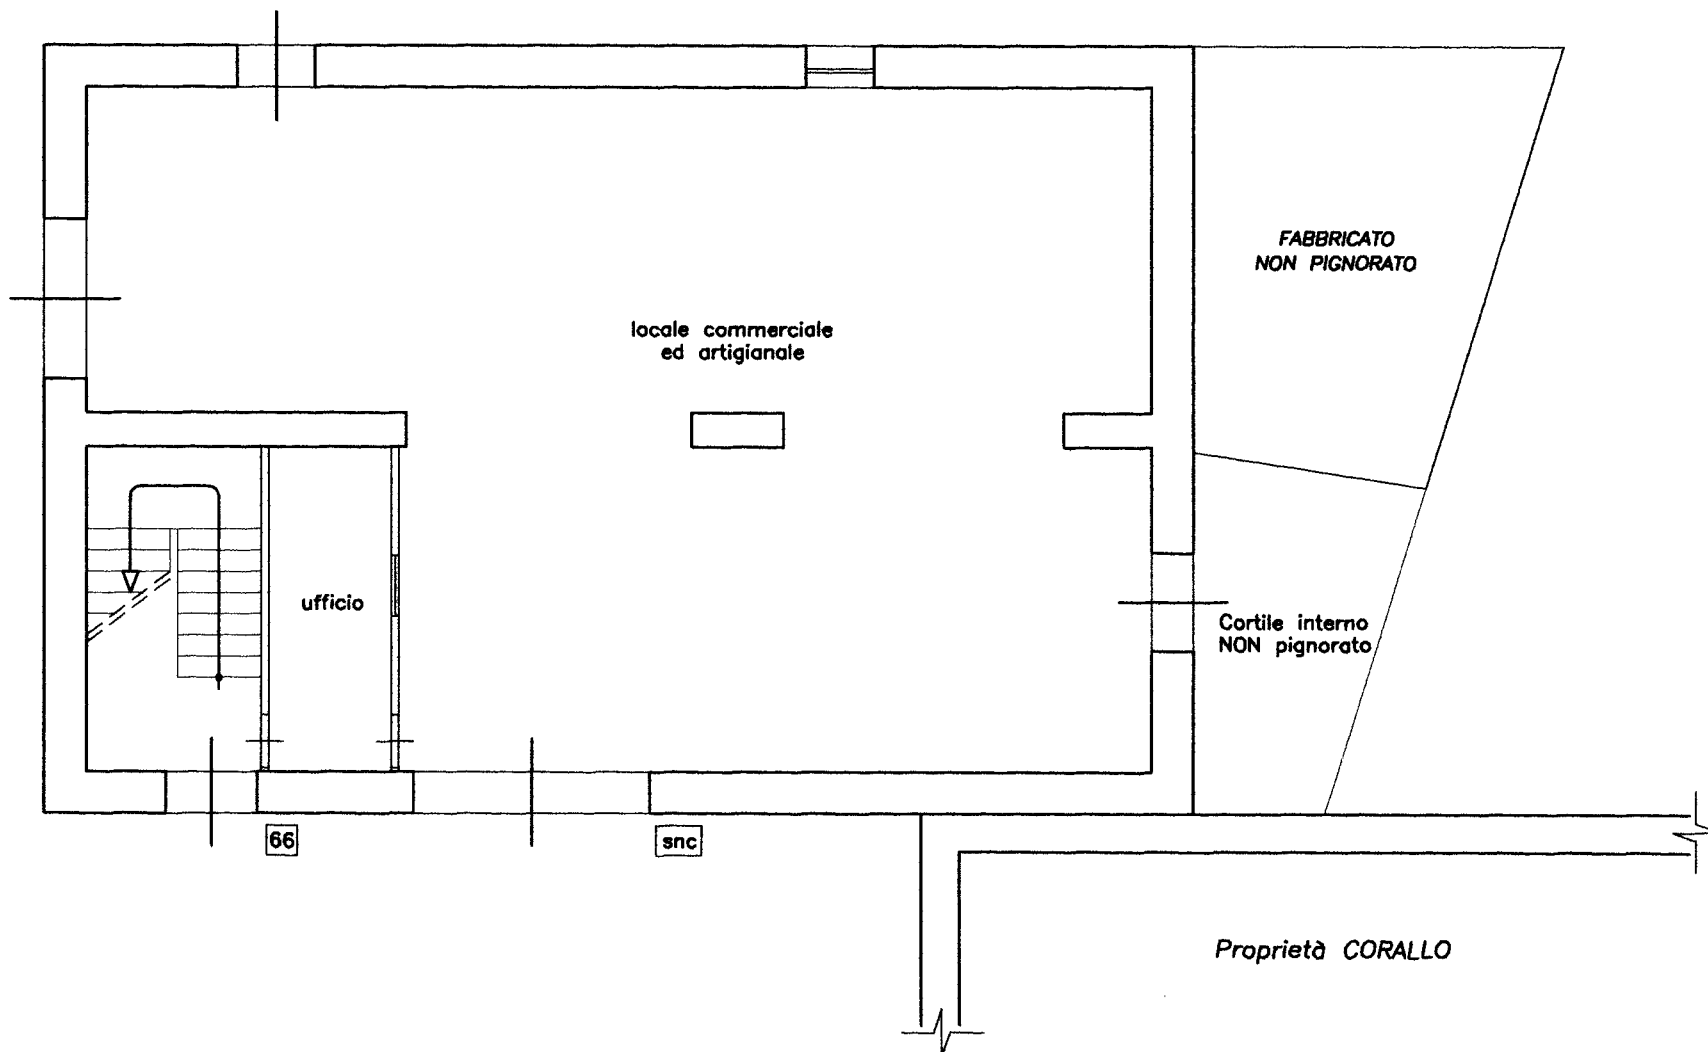 FABBRICATO
NON PIGNORATO
locale commerciale
ed artigianale
ufficio
Cortile interno
NON pignorato
66
snc
Proprietà CORALLO